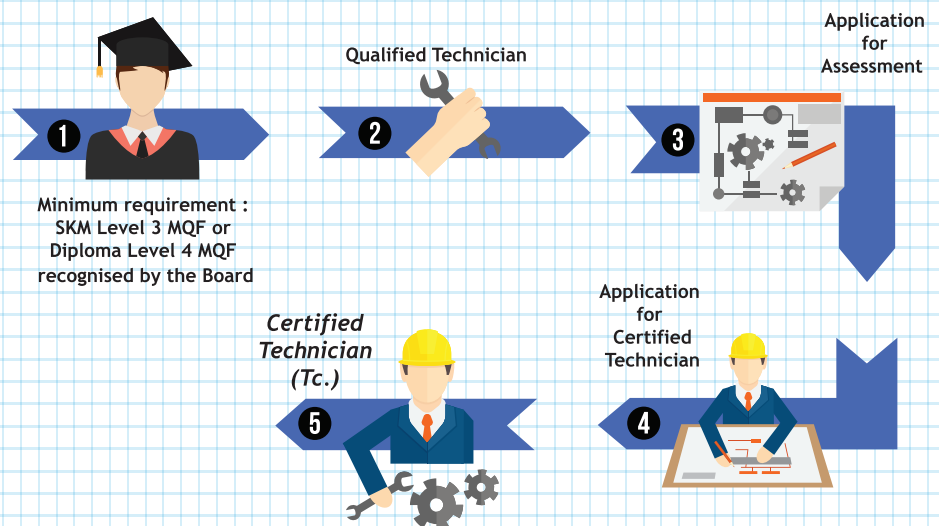 1
Minimum requirement :
SKM Level 3 MQF or
Diploma Level 4 MQF
recognised by the Board
Qualified Technician
2
Application
for
Assessment
3
Application
for
Certified
Technician
4
Certified
Technician
(Tc.)
5